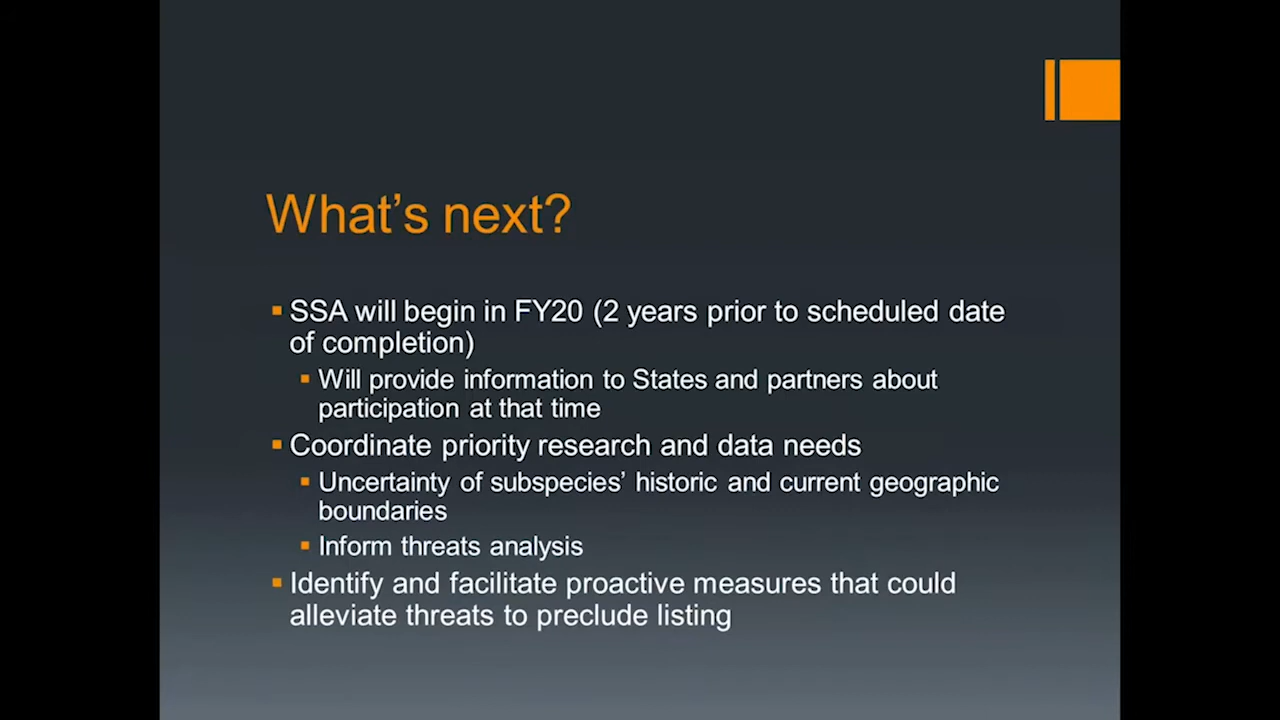 What’s next?
SSA will begin in FY20 (2 years prior to scheduled date
of completion)
Will provide information to States and partners about
participation at that time
Coordinate priority research and data needs
Uncertainty of subspecies’ historic and current geographic
boundaries
Inform threats analysis
Identify and facilitate proactive measures that could
alleviate threats to preclude listing